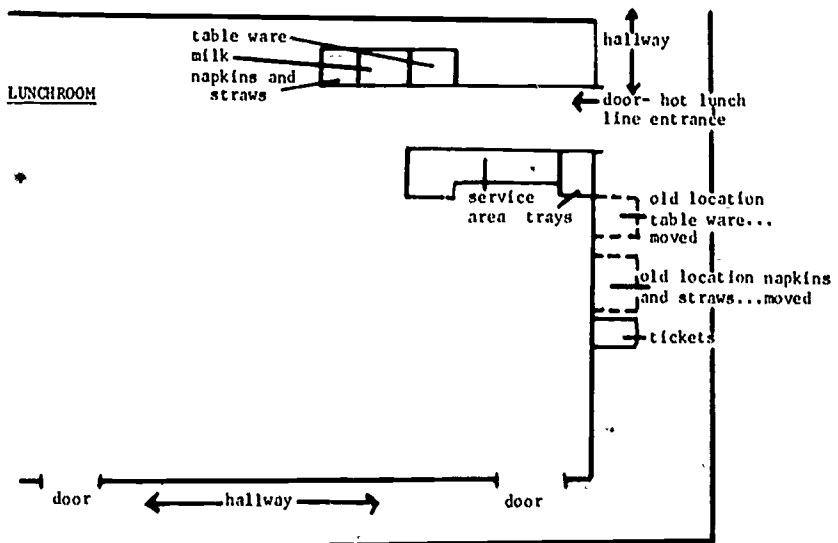 table ware
milk
napkins and
straws
LUNCHROOM
hallway
door- hot lunch
line entrance
service
area trays
old location
table ware...
moved
old location napkins
and straws...moved
tickets
door
hallway
door